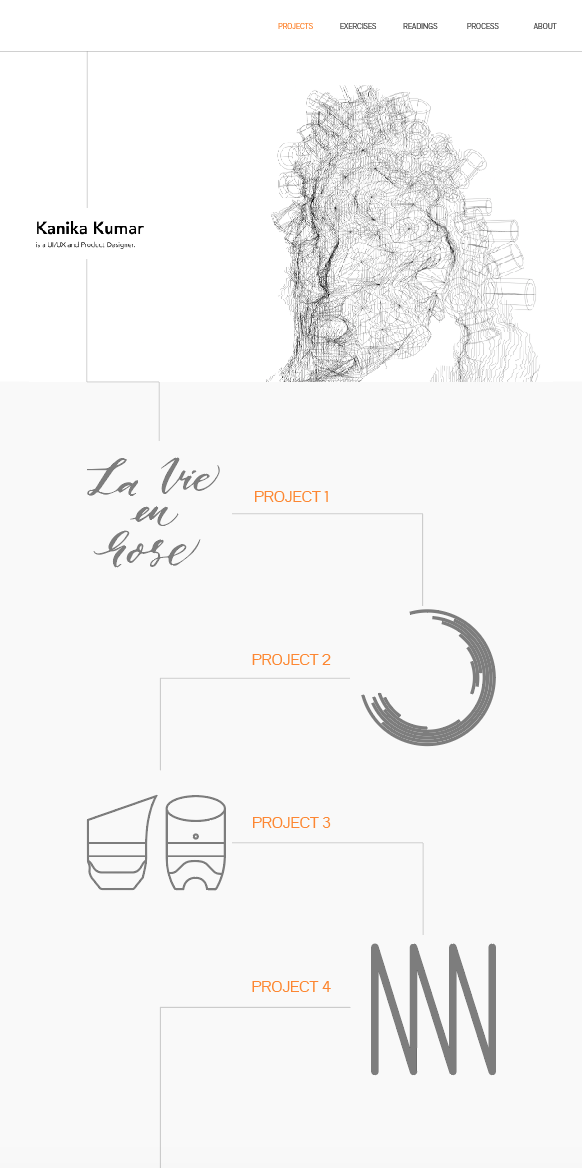 PROJECTS EXERCISES READINGS PROCESS ABOUT
Kanika Kumar
is a UI/UX and Product Designer.
La Vie
en
Rose
PROJECT 1
PROJECT 2
PROJECT 3
PROJECT 4